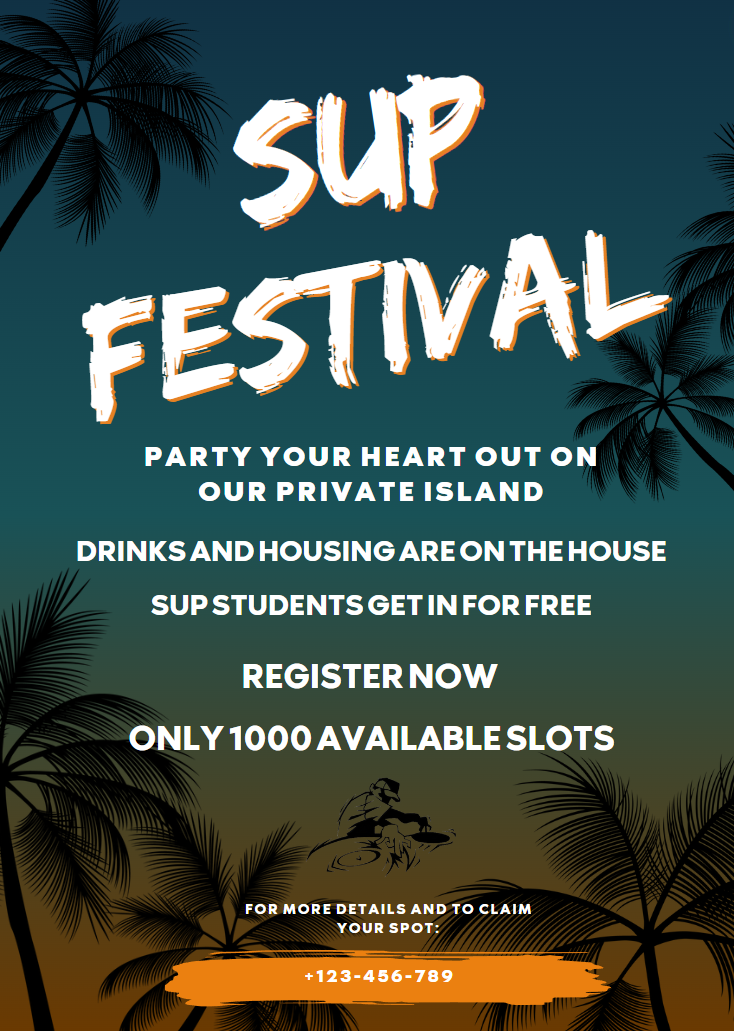 SUP
FESTIVAL
PARTY YOUR HEART OUT ON
OUR PRIVATE ISLAND
DRINKS AND HOUSING ARE ON THE HOUSE
SUP STUDENTS GET IN FOR FREE
REGISTER NOW
ONLY 1000 AVAILABLE SLOTS
FOR MORE DETAILS AND TO CLAIM
YOUR SPOT:
+123-456-789